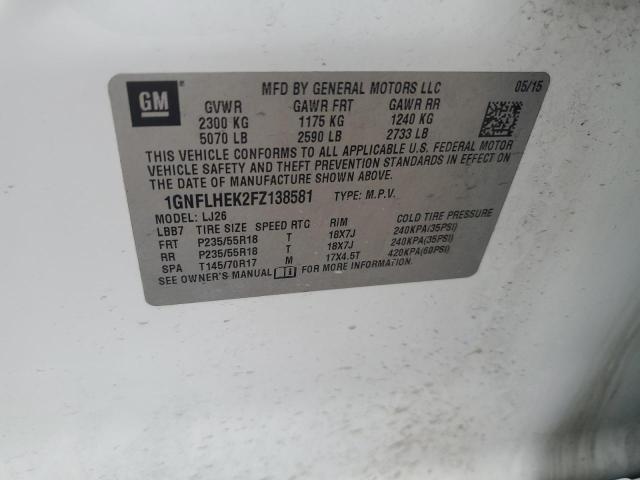 GM
MFD BY GENERAL MOTORS LLC 05/15
GVWR GAWR FRT GAWR RR
2300 KG 1175 KG 1240 KG
5070 LB 2590 LB 2733 LB
THIS VEHICLE CONFORMS TO ALL APPLICABLE U.S. FEDERAL MOTOR
VEHICLE SAFETY AND THEFT PREVENTION STANDARDS IN EFFECT ON
THE DATE OF MANUFACTURE SHOWN ABOVE.
1GNFLHEK2FZ138581 TYPE: M.P.V.
MODEL: LJ26
LBB7 TIRE SIZE SPEED RTG RIM COLD TIRE PRESSURE
FRT P235/55R18 T 18X7J 240KPA(35PSI)
RR P235/55R18 T 18X7J 240KPA(35PSI)
SPA T145/70R17 M 17X4.5T 420KPA(60PSI)
SEE OWNER'S MANUAL FOR MORE INFORMATION.